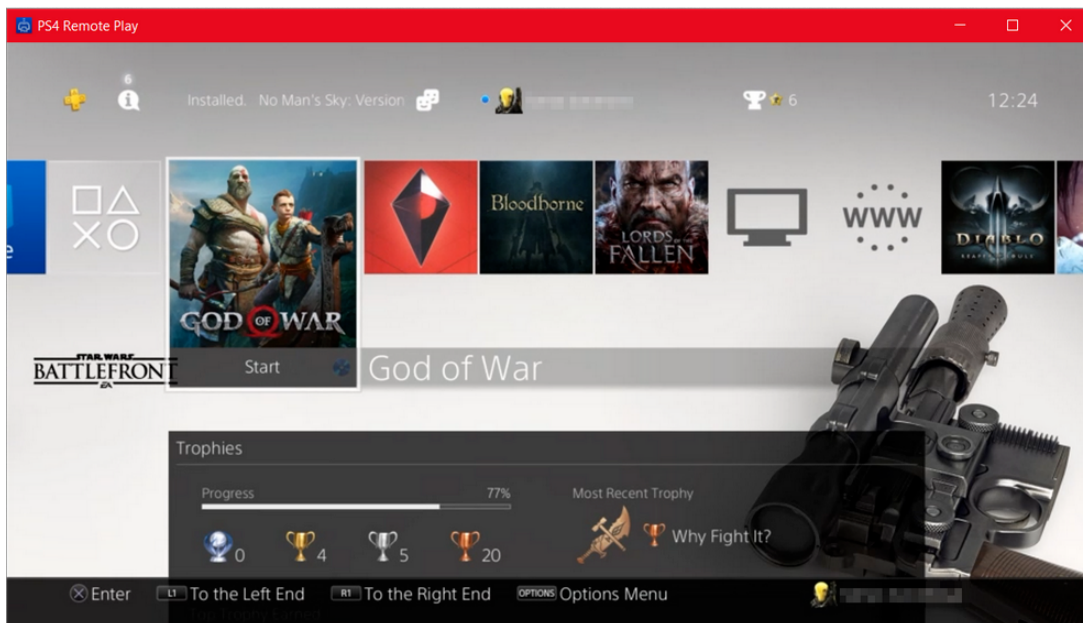 PS4 Remote Play
6
Installed. No Man's Sky: Version
6
12:24
e
Bloodborne
LORDS OF THE
FALLEN
WWW
DIABLO
REAPER OF SOULS
GOD OF WAR
STAR WARS
BATTLEFRONT
EA
Start
God of War
Trophies
Progress
77%
Most Recent Trophy
0
4
5
20
Why Fight It?
Enter
L1 To the Left End
R1 To the Right End
OPTIONS Options Menu